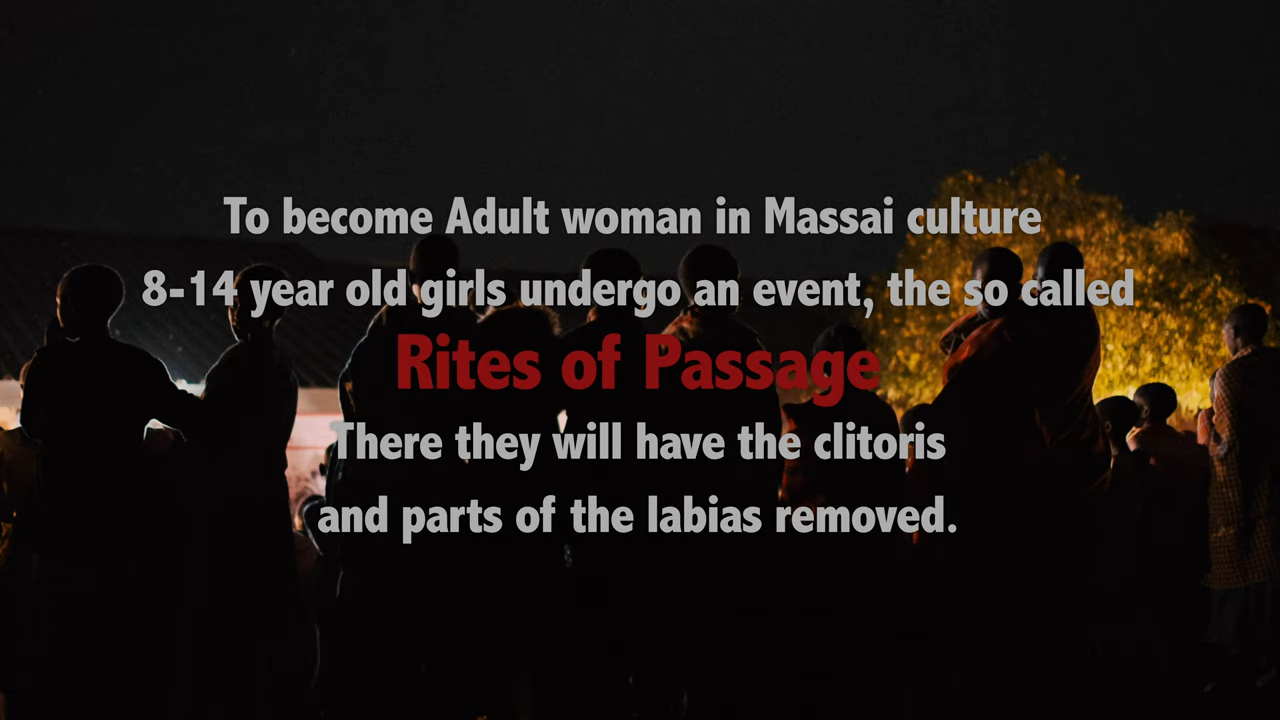 To become Adult woman in Massai culture
8-14 year old girls undergo an event, the so called
Rites of Passage
There they will have the clitoris
and parts of the labias removed.